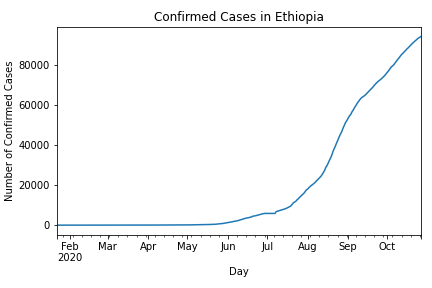 Confirmed Cases in Ethiopia
Number of Confirmed Cases
80000
60000
40000
20000
0
Feb Mar Apr May Jun Jul Aug Sep Oct
2020
Day